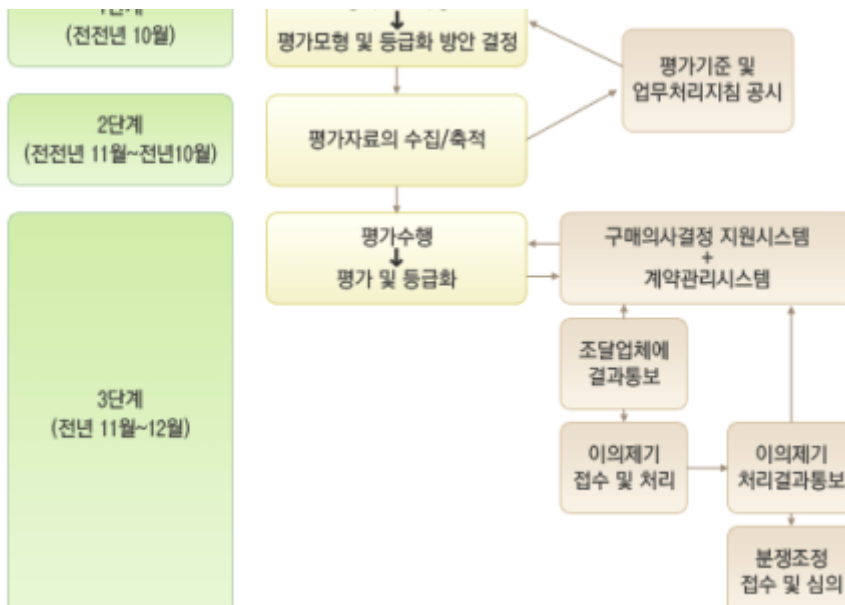 (전전년 10월)
평가모형 및 등급화 방안 결정
평가기준 및
업무처리지침 공시
2단계
(전전년 11월~전년10월)
평가자료의 수집/축적
평가수행
평가 및 등급화
구매의사결정 지원시스템
+
계약관리시스템
조달업체에
결과통보
3단계
(전년 11월~12월)
이의제기
접수 및 처리
이의제기
처리결과통보
분쟁조정
접수 및 심의